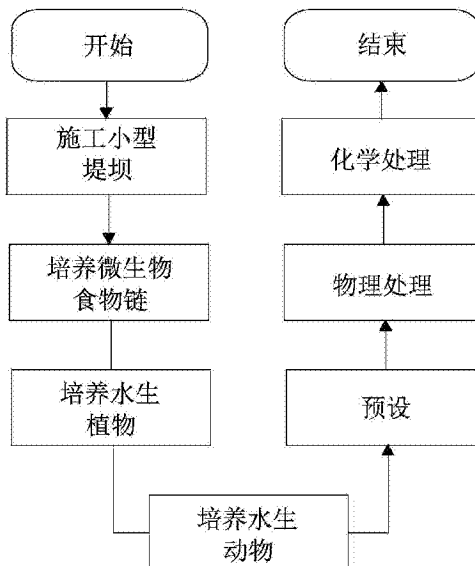 开始
施工小型
堤坝
培养微生物
食物链
培养水生
植物
培养水生
动物
预设
物理处理
化学处理
结束